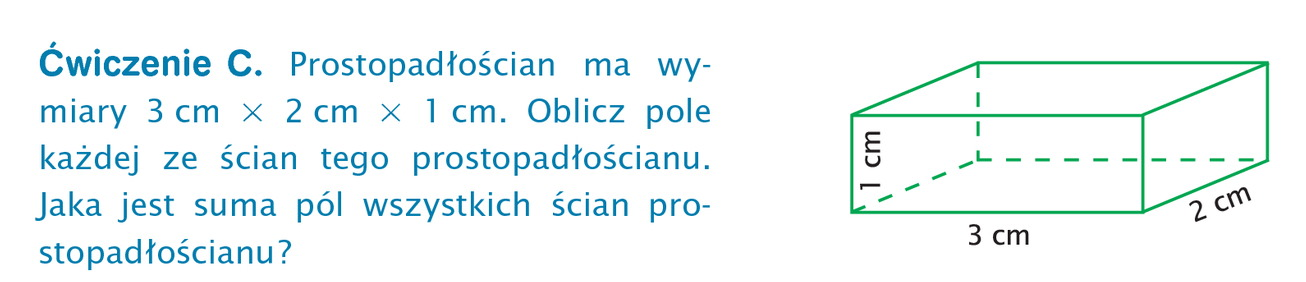 Ćwiczenie C. Prostopadłościan ma wy-
miary 3 cm × 2 cm × 1 cm. Oblicz pole
każdej ze ścian tego prostopadłościanu.
Jaka jest suma pól wszystkich ścian pro-
stopadłościanu?
1 cm
2 cm
3 cm